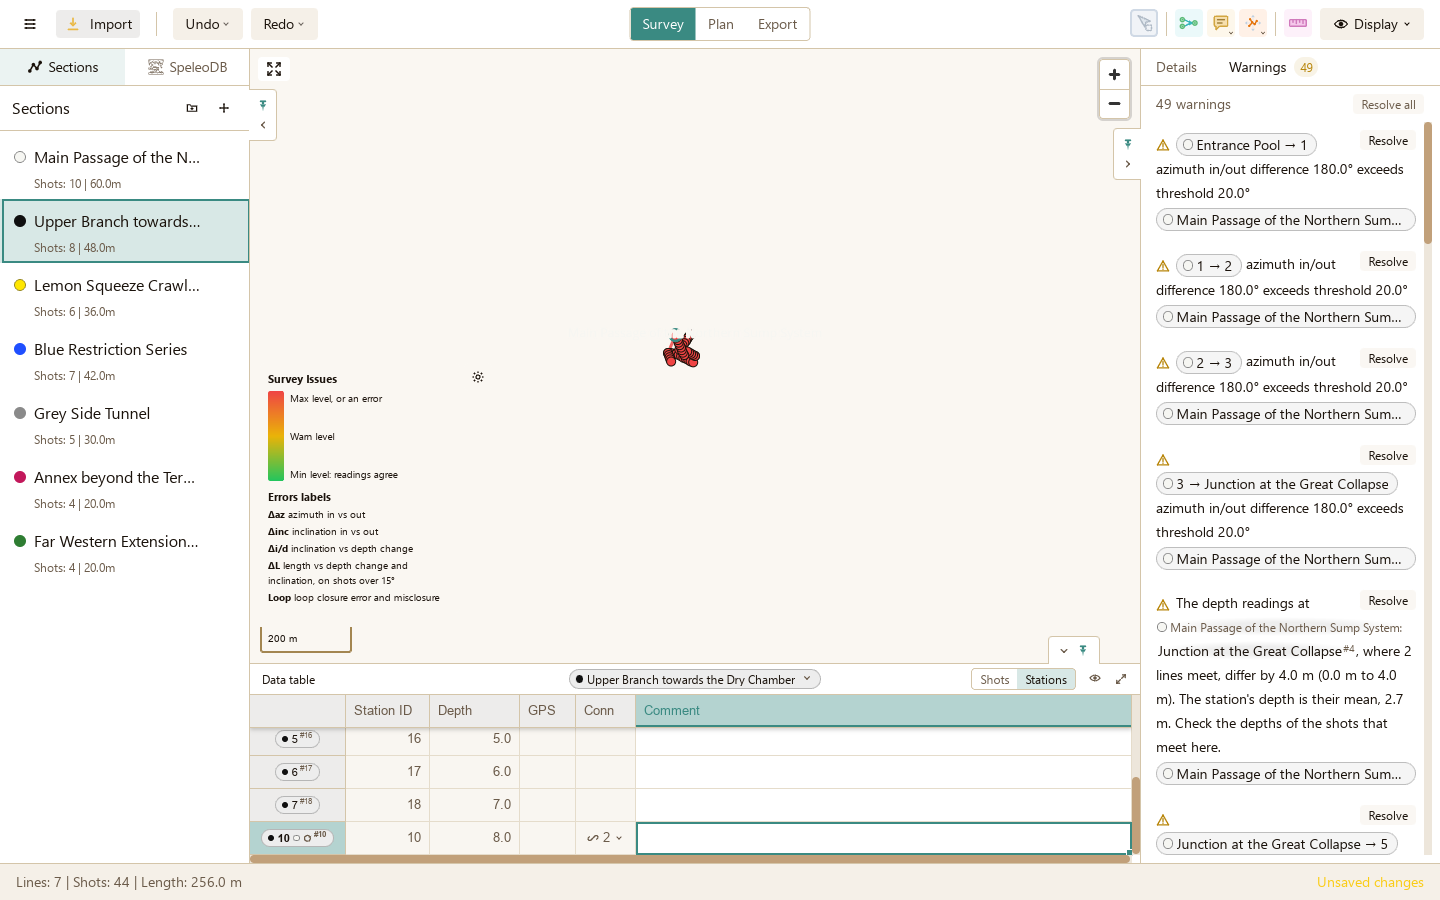 Import
Undo
Redo
Survey
Plan
Export
Display
Sections
SpeleoDB
Sections
Main Passage of the N...
Shots: 10 | 60.0m
Upper Branch towards...
Shots: 8 | 48.0m
Lemon Squeeze Crawl...
Shots: 6 | 36.0m
Blue Restriction Series
Shots: 7 | 42.0m
Grey Side Tunnel
Shots: 5 | 30.0m
Annex beyond the Ter...
Shots: 4 | 20.0m
Far Western Extension...
Shots: 4 | 20.0m
Survey Issues
Max level, or an error
Warn level
Min level: readings agree
Errors labels
Δaz azimuth in vs out
Δinc inclination in vs out
Δi/d inclination vs depth change
ΔL length vs depth change and
inclination, on shots over 15°
Loop loop closure error and misclosure
200 m
Data table
Upper Branch towards the Dry Chamber
Shots
Stations
Station ID
Depth
GPS
Conn
Comment
5 #16
16
5.0
6 #17
17
6.0
7 #18
18
7.0
10 #10
10
8.0
2
Details
Warnings 49
49 warnings
Resolve all
Entrance Pool → 1
Resolve
azimuth in/out difference 180.0° exceeds
threshold 20.0°
Main Passage of the Northern Sum...
1 → 2 azimuth in/out
Resolve
difference 180.0° exceeds threshold 20.0°
Main Passage of the Northern Sum...
2 → 3 azimuth in/out
Resolve
difference 180.0° exceeds threshold 20.0°
Main Passage of the Northern Sum...
Resolve
3 → Junction at the Great Collapse
azimuth in/out difference 180.0° exceeds
threshold 20.0°
Main Passage of the Northern Sum...
The depth readings at
Resolve
Main Passage of the Northern Sump System:
Junction at the Great Collapse#4, where 2
lines meet, differ by 4.0 m (0.0 m to 4.0
m). The station's depth is their mean, 2.7
m. Check the depths of the shots that
meet here.
Main Passage of the Northern Sum...
Resolve
Junction at the Great Collapse → 5
Lines: 7 | Shots: 44 | Length: 256.0 m
Unsaved changes